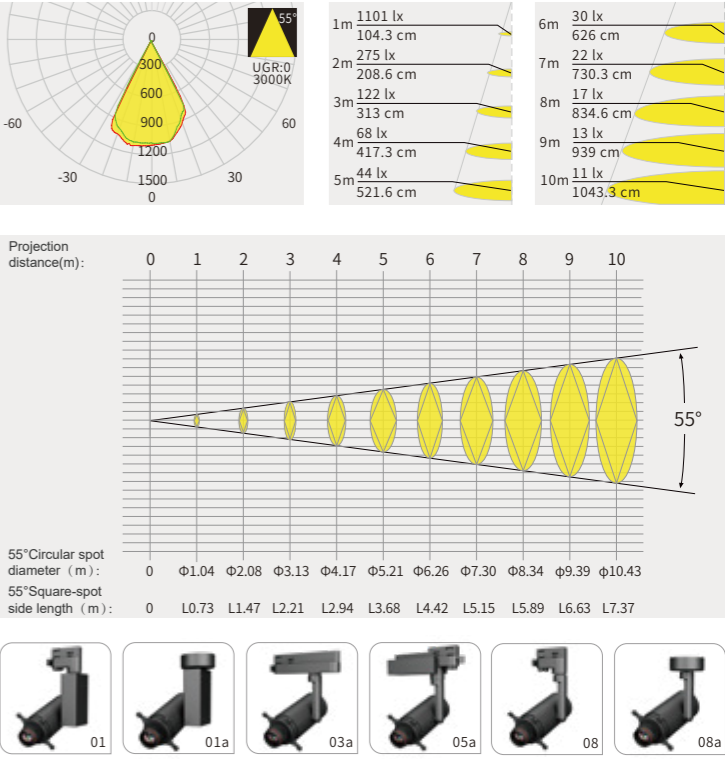 0
300
600
900
1200
1500
0
-60
60
-30
30
55°
UGR:0
3000K
1m
1101 lx
104.3 cm
2m
275 lx
208.6 cm
3m
122 lx
313 cm
4m
68 lx
417.3 cm
5m
44 lx
521.6 cm
6m
30 lx
626 cm
7m
22 lx
730.3 cm
8m
17 lx
834.6 cm
9m
13 lx
939 cm
10m
11 lx
1043.3 cm
Projection
distance(m):
0 1 2 3 4 5 6 7 8 9 10
55°
55°Circular spot
diameter（m）:
0 Φ1.04 Φ2.08 Φ3.13 Φ4.17 Φ5.21 Φ6.26 Φ7.30 Φ8.34 φ9.39 φ10.43
55°Square-spot
side length（m）:
0 L0.73 L1.47 L2.21 L2.94 L3.68 L4.42 L5.15 L5.89 L6.63 L7.37
01
01a
03a
05a
08
08a